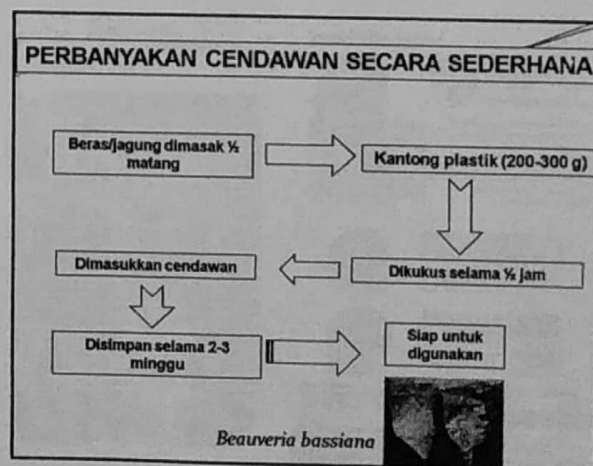 PERBANYAKAN CENDAWAN SECARA SEDERHANA
Beras/jagung dimasak ½
matang
Kantong plastik (200-300 g)
Dikukus selama ½ jam
Dimasukkan cendawan
Disimpan selama 2-3
minggu
Siap untuk
digunakan
Beauveria bassiana